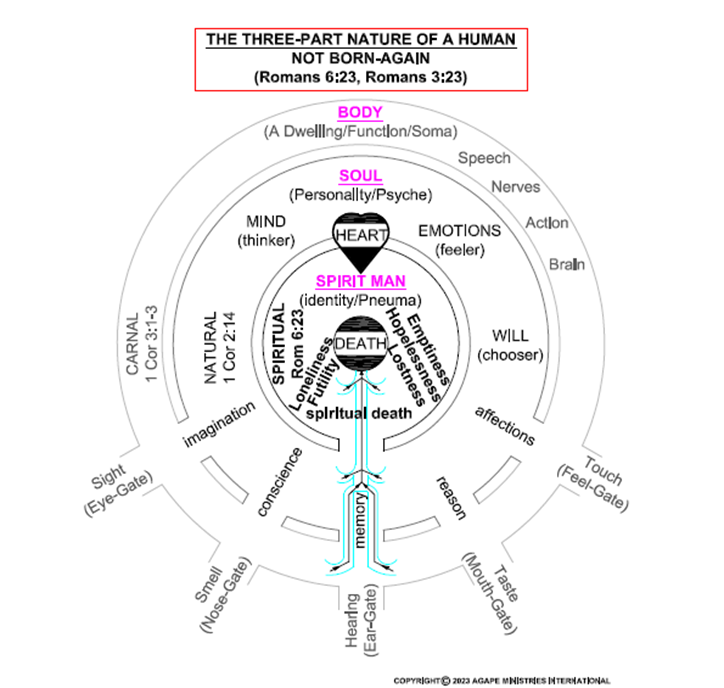 THE THREE-PART NATURE OF A HUMAN
NOT BORN-AGAIN
(Romans 6:23, Romans 3:23)
BODY
(A Dwelling/Function/Soma)
Speech
Nerves
Action
Brain
SOUL
(Personality/Psyche)
MIND
(thinker)
HEART
EMOTIONS
(feeler)
SPIRIT MAN
(identity/Pneuma)
CARNAL
1 Cor 3:1-3
NATURAL
1 Cor 2:14
SPIRITUAL
Rom 6:23
Loneliness
Futility
DEATH
Emptiness
Hopelessness
Lostness
WILL
(chooser)
spiritual death
imagination
conscience
memory
reason
affections
Sight
(Eye-Gate)
Smell
(Nose-Gate)
Hearing
(Ear-Gate)
Taste
(Mouth-Gate)
Touch
(Feel-Gate)
COPYRIGHT© 2023 AGAPE MINISTRIES INTERNATIONAL